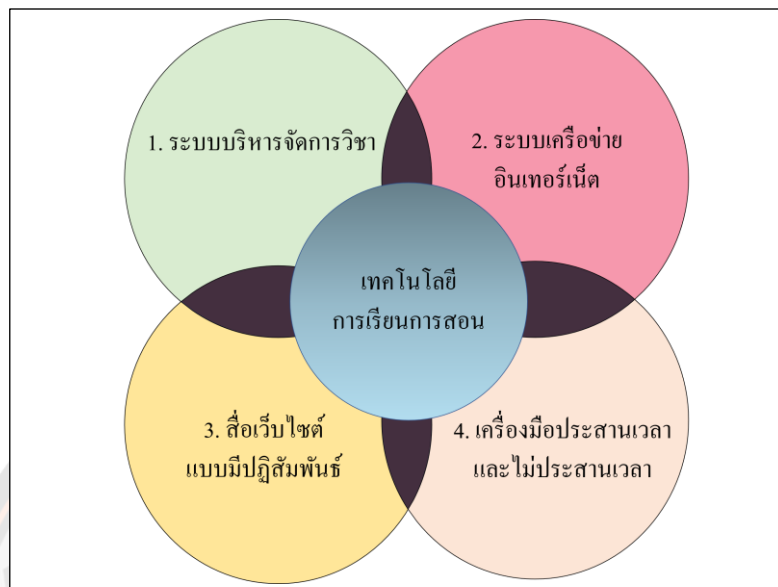 1. ระบบบริหารจัดการวิชา
2. ระบบเครือข่าย
อินเทอร์เน็ต
เทคโนโลยี
การเรียนการสอน
3. สื่อเว็บไซต์
แบบมีปฏิสัมพันธ์
4. เครื่องมือประสานเวลา
และไม่ประสานเวลา